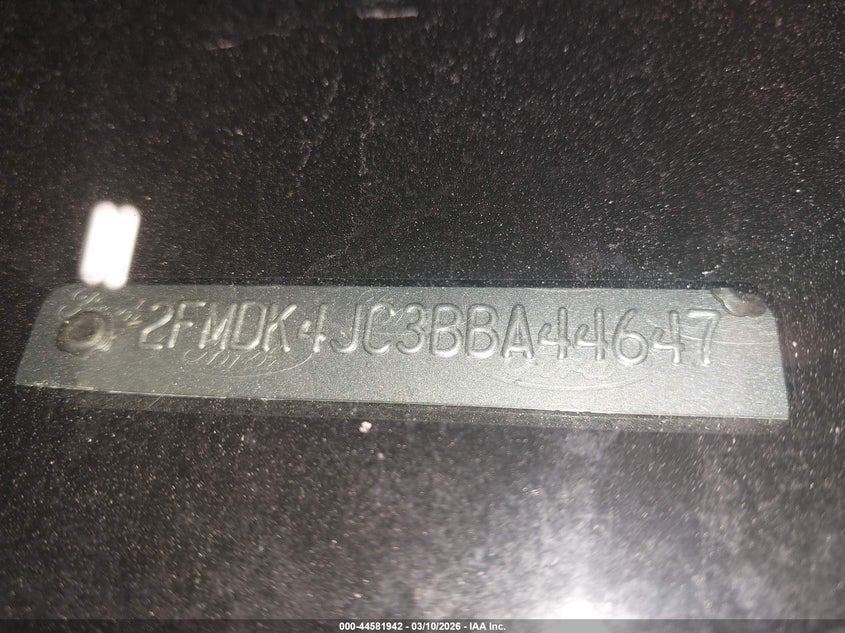 2FMDK4JC3BBA44647
000-44581942 - 03/10/2026 - IAA Inc.